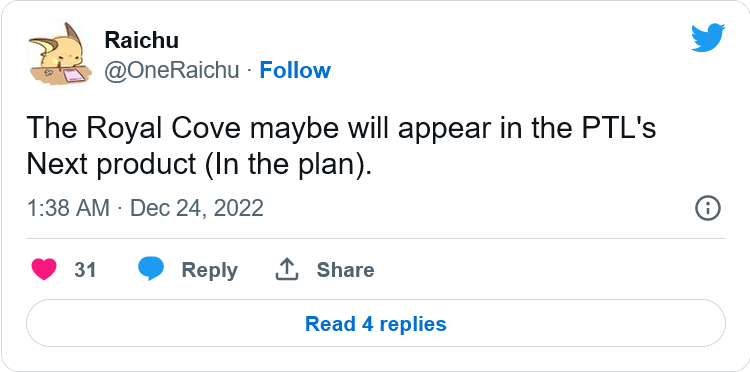 Raichu
@OneRaichu · Follow
The Royal Cove maybe will appear in the PTL's
Next product (In the plan).
1:38 AM · Dec 24, 2022
31 Reply Share
Read 4 replies